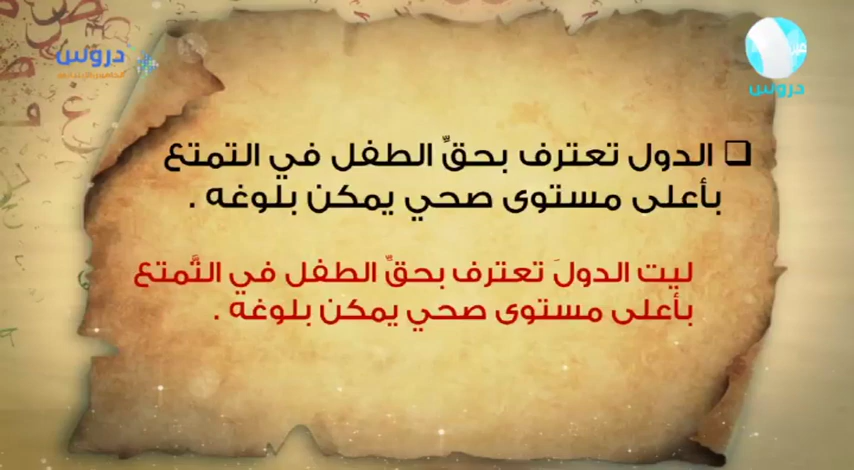 دروس
دروس
❑ الدول تعترف بحقِّ الطفل في التمتع
بأعلى مستوى صحي يمكن بلوغه .
ليت الدولَ تعترف بحقِّ الطفل في التَّمتع
بأعلى مستوى صحي يمكن بلوغه .